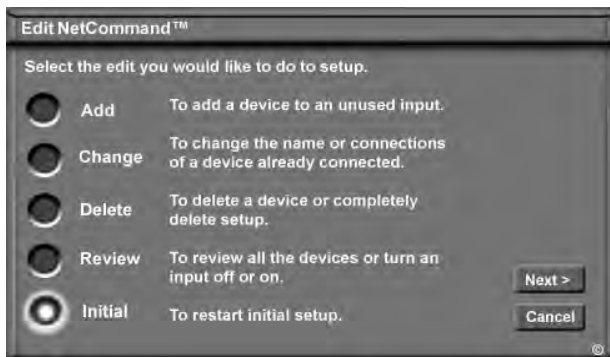 Edit NetCommand™
Select the edit you would like to do to setup.
Add To add a device to an unused input.
Change To change the name or connections
of a device already connected.
Delete To delete a device or completely
delete setup.
Review To review all the devices or turn an
input off or on.
Next >
Initial To restart initial setup.
Cancel
©